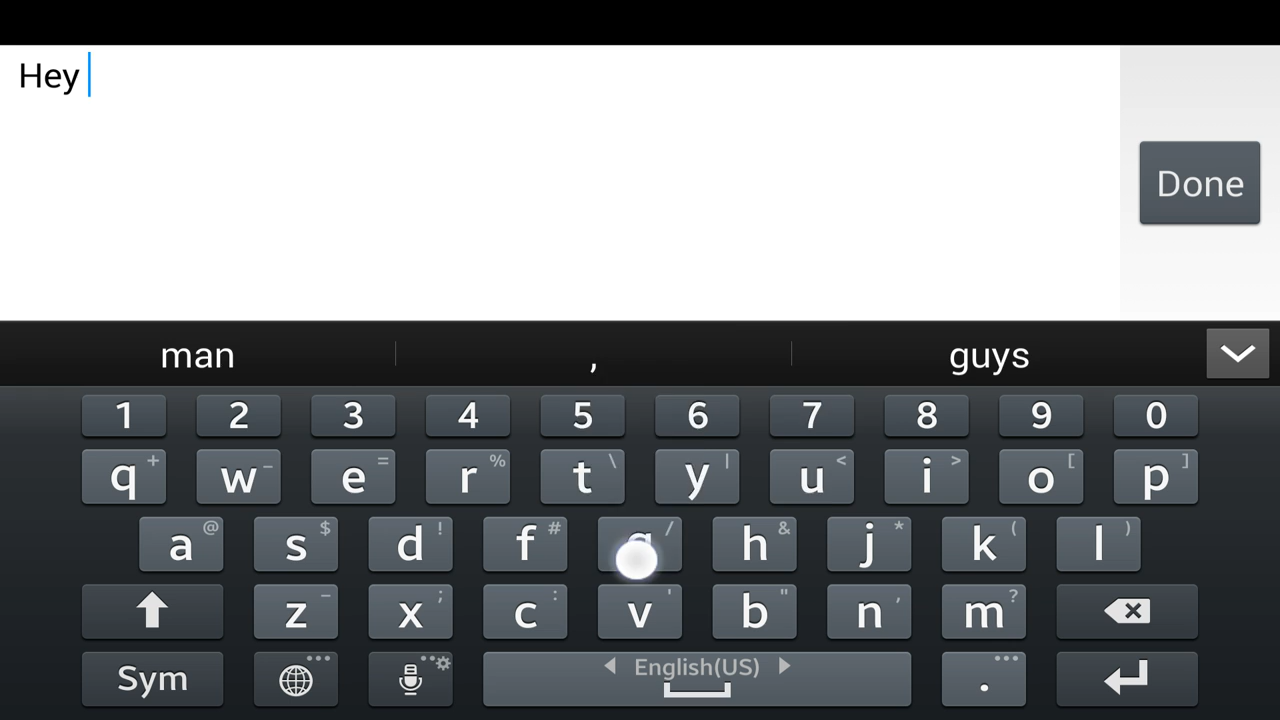 Hey
Done
man , guys
1 2 3 4 5 6 7 8 9 0
q + w – e = r % t \ y | u < i > o [ p ]
a @ s $ d ! f # / h & j * k ( l )
z – x ; c : v ' b " n , m ?
Sym English(US) .